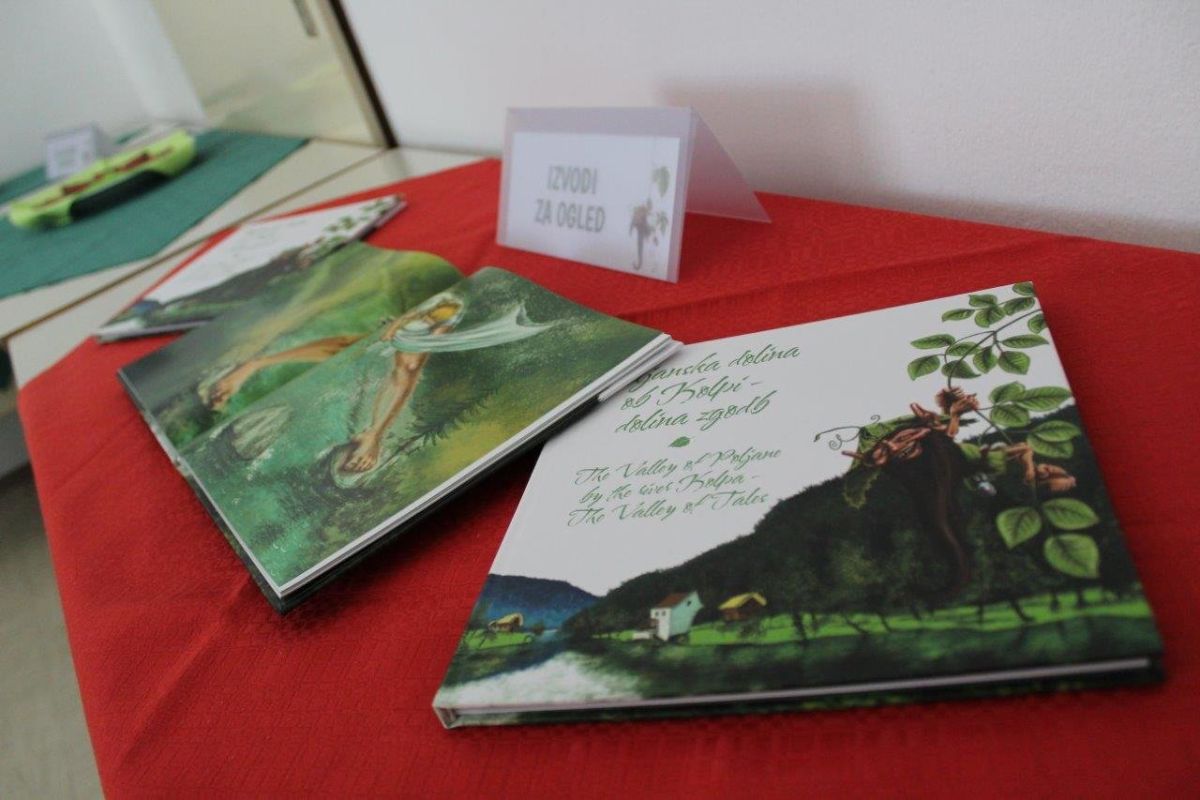 IZVODI
ZA OGLED
janska dolina
ob Kolpi -
dolina zgodb
The Valley of Poljane
by the river Kolpa -
The Valley of Tales